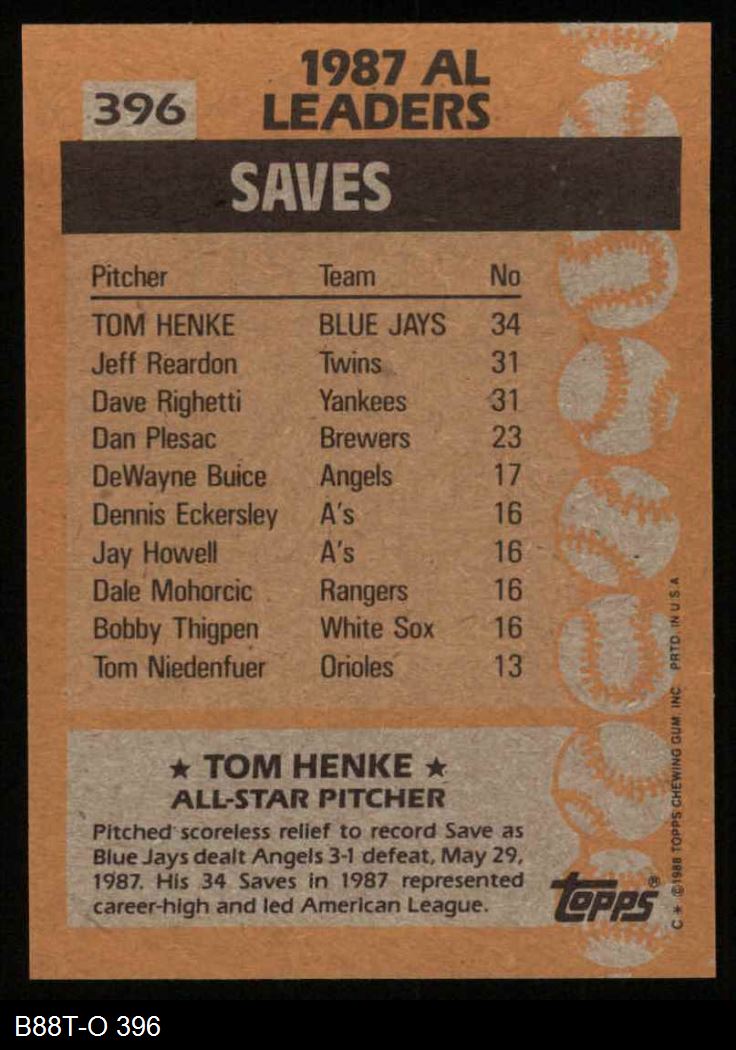 1987 AL
LEADERS
396
SAVES
Pitcher Team No
TOM HENKE BLUE JAYS 34
Jeff Reardon Twins 31
Dave Righetti Yankees 31
Dan Plesac Brewers 23
DeWayne Buice Angels 17
Dennis Eckersley A's 16
Jay Howell A's 16
Dale Mohorcic Rangers 16
Bobby Thigpen White Sox 16
Tom Niedenfuer Orioles 13
★ TOM HENKE ★
ALL-STAR PITCHER
Pitched scoreless relief to record Save as
Blue Jays dealt Angels 3-1 defeat, May 29,
1987. His 34 Saves in 1987 represented
career-high and led American League.
Topps®
C * ©1988 TOPPS CHEWING GUM, INC. PRTD. IN U.S.A.
B88T-O 396